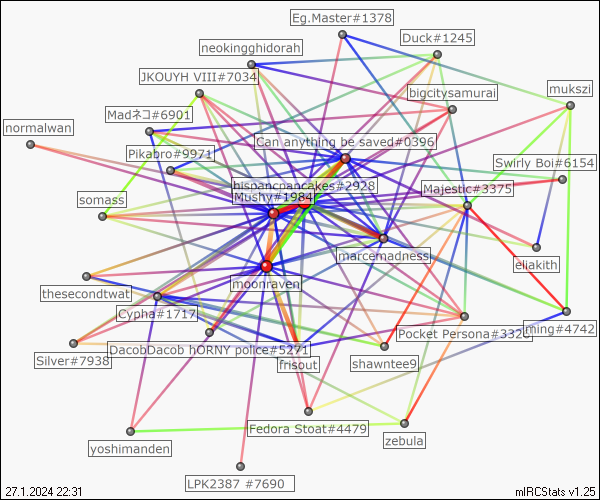 Eg.Master#1378
Duck#1245
neokingghidorah
JKOUYH VIII#7034
bigcitysamurai
mukszi
Madネコ#6901
normalwan
Can anything be saved#0396
Pikabro#9971
Swirly Boi#6154
hispanicpancakes#2928
Majestic#3375
Mushy#1984
somass
marcemadness
eliakith
moonraven
thesecondtwat
Cypha#1717
ming#4742
Pocket Persona#3328
DacobDacob hORNY police#5271
Silver#7938
frisout
shawntee9
Fedora Stoat#4479
zebula
yoshimanden
LPK2387 #7690
27.1.2024 22:31
mIRCStats v1.25